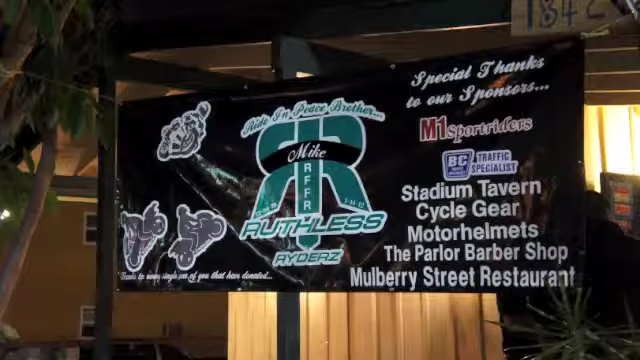 1842
Ride In Peace Brother...
Mike
RFFR
RUTHLESS
RYDERZ
Thanks to every single one of you that have donated...
Special Thanks
to our Sponsors...
M1 Sportriders
BC TRAFFIC
SPECIALIST
Stadium Tavern
Cycle Gear
Motorhelmets
The Parlor Barber Shop
Mulberry Street Restaurant